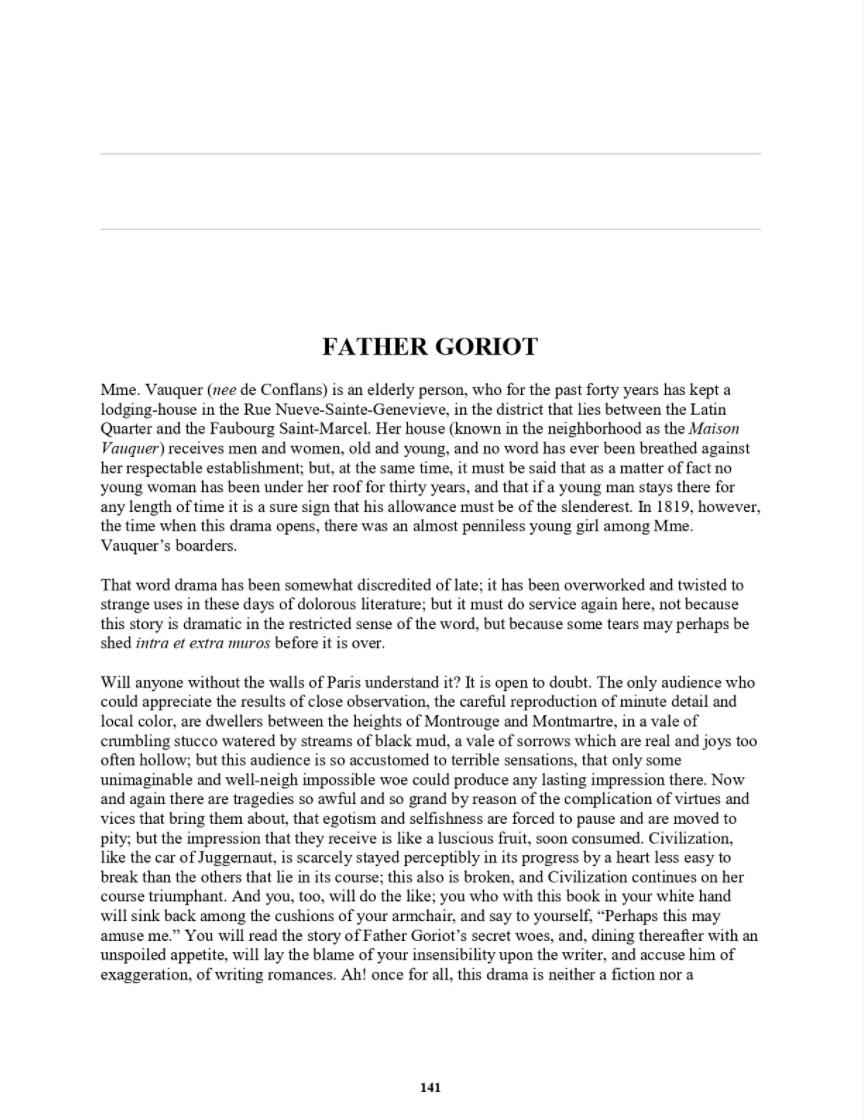 FATHER GORIOT
Mme. Vauquer (nee de Conflans) is an elderly person, who for the past forty years has kept a
lodging-house in the Rue Nueve-Sainte-Genevieve, in the district that lies between the Latin
Quarter and the Faubourg Saint-Marcel. Her house (known in the neighborhood as the Maison
Vauquer) receives men and women, old and young, and no word has ever been breathed against
her respectable establishment; but, at the same time, it must be said that as a matter of fact no
young woman has been under her roof for thirty years, and that if a young man stays there for
any length of time it is a sure sign that his allowance must be of the slenderest. In 1819, however,
the time when this drama opens, there was an almost penniless young girl among Mme.
Vauquer’s boarders.
That word drama has been somewhat discredited of late; it has been overworked and twisted to
strange uses in these days of dolorous literature; but it must do service again here, not because
this story is dramatic in the restricted sense of the word, but because some tears may perhaps be
shed intra et extra muros before it is over.
Will anyone without the walls of Paris understand it? It is open to doubt. The only audience who
could appreciate the results of close observation, the careful reproduction of minute detail and
local color, are dwellers between the heights of Montrouge and Montmartre, in a vale of
crumbling stucco watered by streams of black mud, a vale of sorrows which are real and joys too
often hollow; but this audience is so accustomed to terrible sensations, that only some
unimaginable and well-neigh impossible woe could produce any lasting impression there. Now
and again there are tragedies so awful and so grand by reason of the complication of virtues and
vices that bring them about, that egotism and selfishness are forced to pause and are moved to
pity; but the impression that they receive is like a luscious fruit, soon consumed. Civilization,
like the car of Juggernaut, is scarcely stayed perceptibly in its progress by a heart less easy to
break than the others that lie in its course; this also is broken, and Civilization continues on her
course triumphant. And you, too, will do the like; you who with this book in your white hand
will sink back among the cushions of your armchair, and say to yourself, “Perhaps this may
amuse me.” You will read the story of Father Goriot’s secret woes, and, dining thereafter with an
unspoiled appetite, will lay the blame of your insensibility upon the writer, and accuse him of
exaggeration, of writing romances. Ah! once for all, this drama is neither a fiction nor a
141